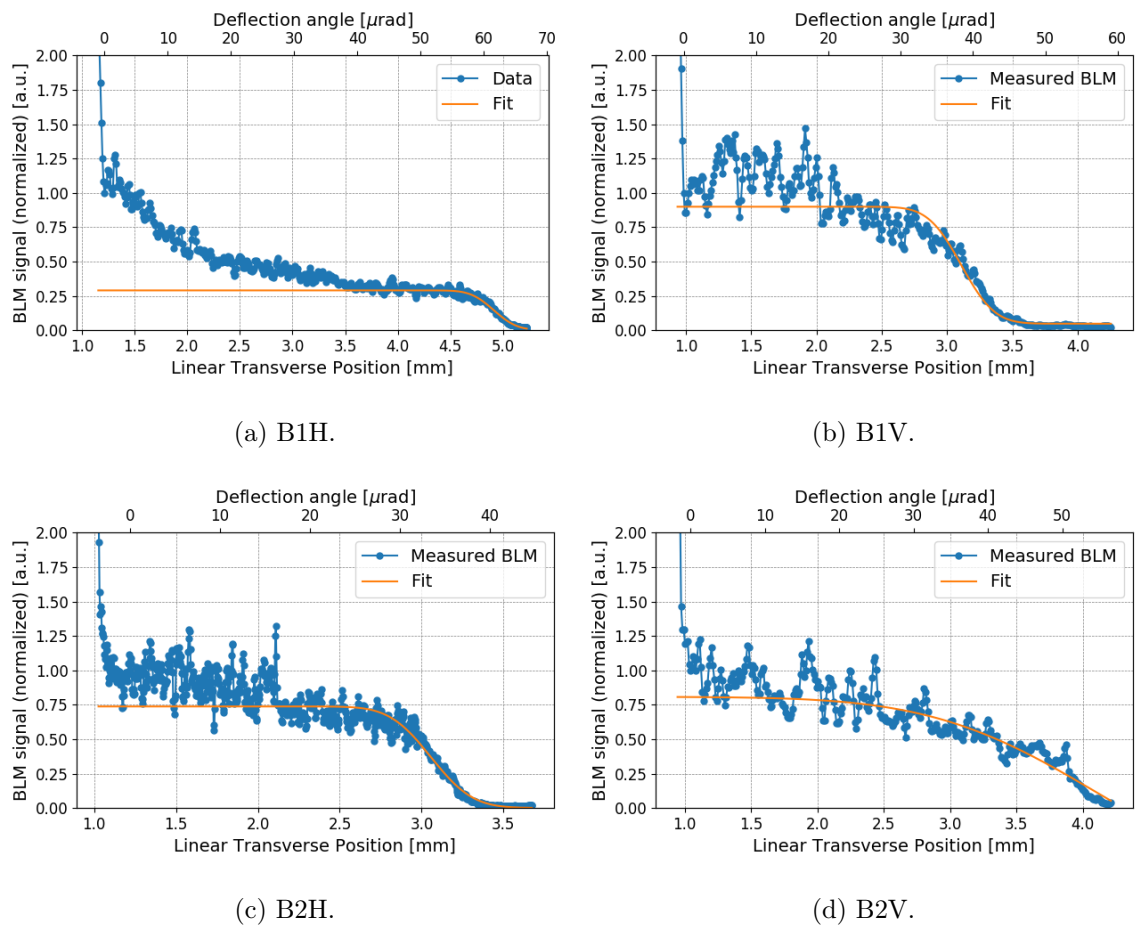 Deflection angle [μrad]
0 10 20 30 40 50 60 70
2.00
1.75
1.50
1.25
1.00
0.75
0.50
0.25
0.00
BLM signal (normalized) [a.u.]
Data
Fit
1.0 1.5 2.0 2.5 3.0 3.5 4.0 4.5 5.0
Linear Transverse Position [mm]
(a) B1H.
Deflection angle [μrad]
0 10 20 30 40 50 60
2.00
1.75
1.50
1.25
1.00
0.75
0.50
0.25
0.00
BLM signal (normalized) [a.u.]
Measured BLM
Fit
1.0 1.5 2.0 2.5 3.0 3.5 4.0
Linear Transverse Position [mm]
(b) B1V.
Deflection angle [μrad]
0 10 20 30 40
2.00
1.75
1.50
1.25
1.00
0.75
0.50
0.25
0.00
BLM signal (normalized) [a.u.]
Measured BLM
Fit
1.0 1.5 2.0 2.5 3.0 3.5
Linear Transverse Position [mm]
(c) B2H.
Deflection angle [μrad]
0 10 20 30 40 50
2.00
1.75
1.50
1.25
1.00
0.75
0.50
0.25
0.00
BLM signal (normalized) [a.u.]
Measured BLM
Fit
1.0 1.5 2.0 2.5 3.0 3.5 4.0
Linear Transverse Position [mm]
(d) B2V.